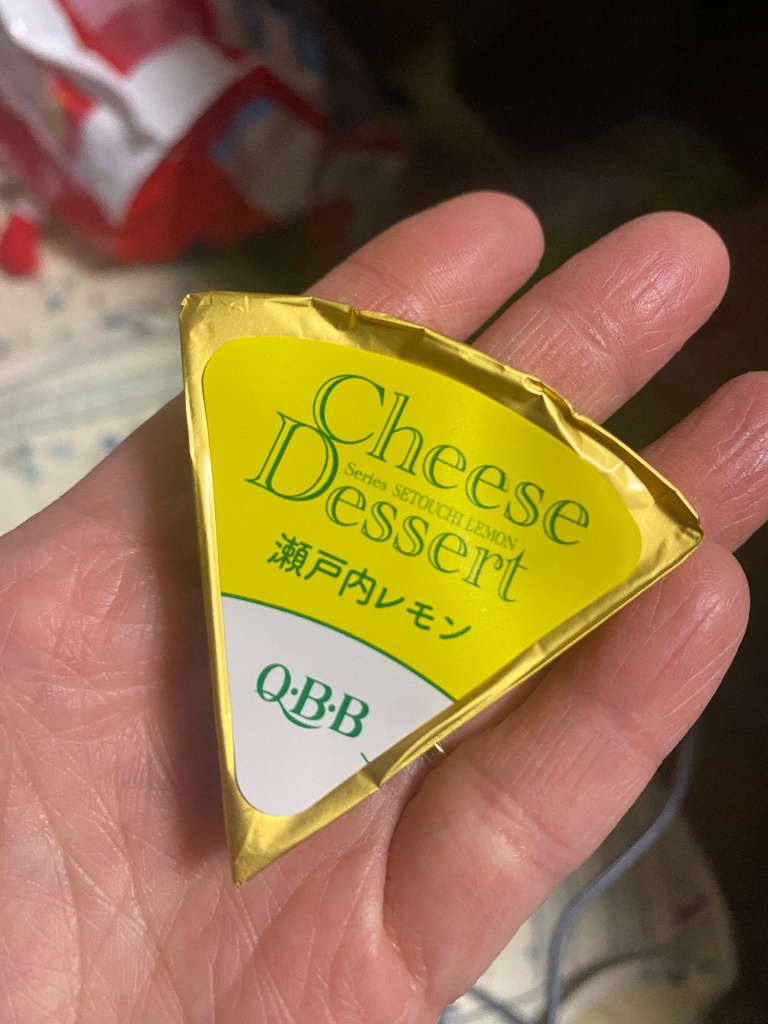 Cheese
Series SETOUCHI LEMON
Dessert
瀬戸内レモン
Q·B·B